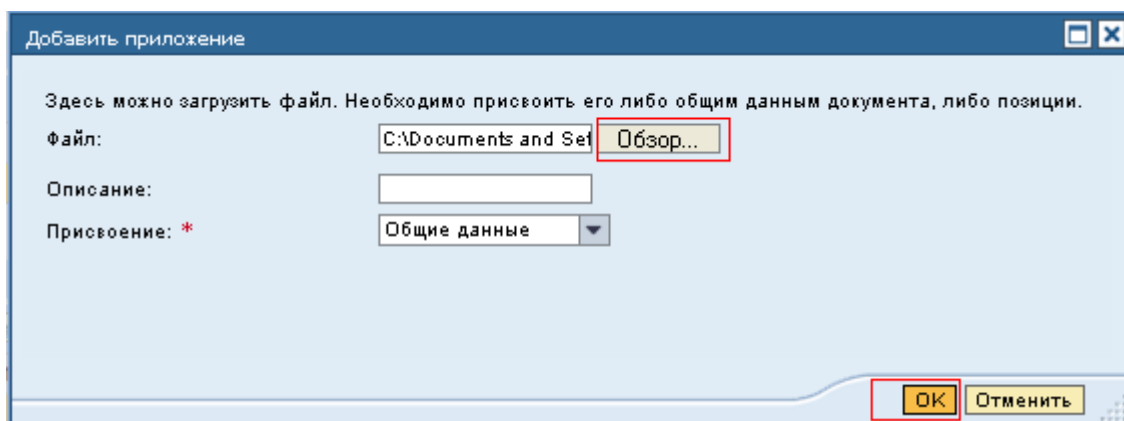 Добавить приложение
Здесь можно загрузить файл. Необходимо присвоить его либо общим данным документа, либо позиции.
Файл: C:\Documents and Set Обзор...
Описание:
Присвоение: * Общие данные
OK Отменить